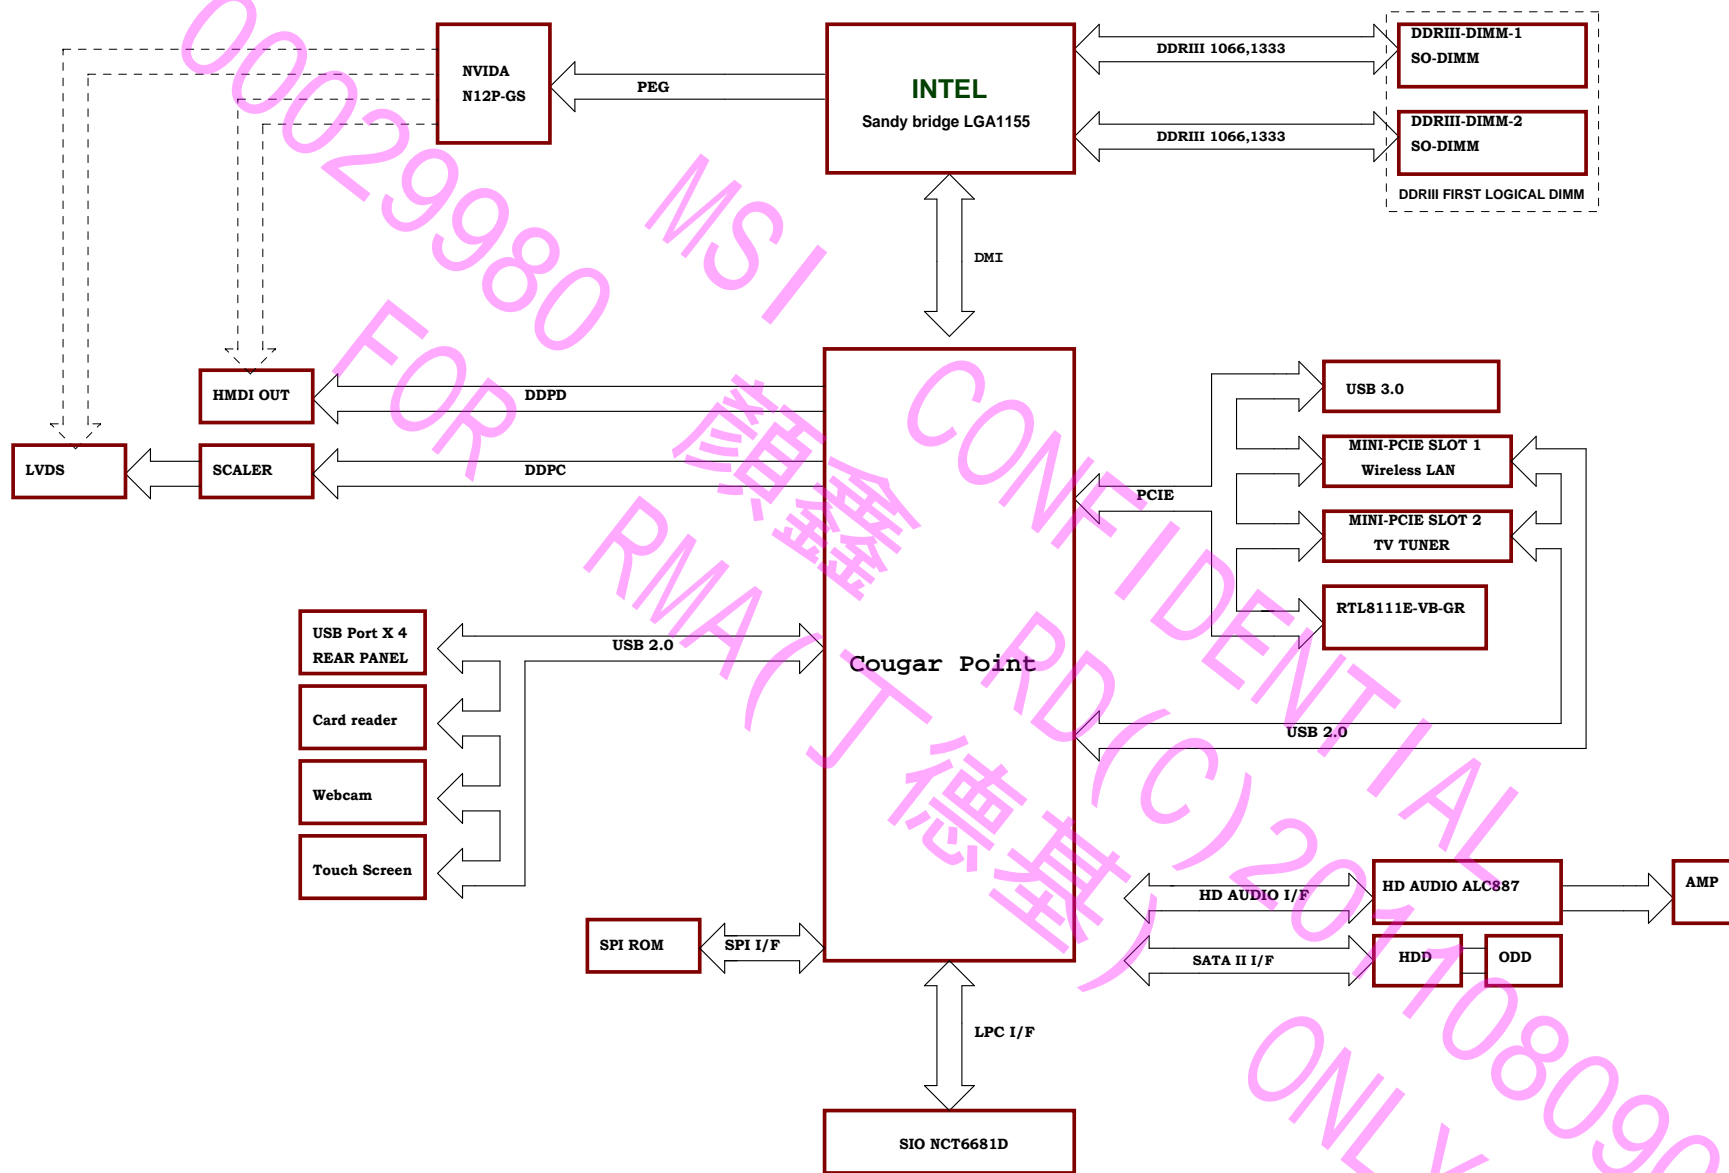 NVIDA
N12P-GS
PEG
INTEL
Sandy bridge LGA1155
DDRIII 1066,1333
DDRIII-DIMM-1
SO-DIMM
DDRIII 1066,1333
DDRIII-DIMM-2
SO-DIMM
DDRIII FIRST LOGICAL DIMM
DMI
HMDI OUT
DDPD
LVDS
SCALER
DDPC
Cougar Point
PCIE
USB 3.0
MINI-PCIE SLOT 1
Wireless LAN
MINI-PCIE SLOT 2
TV TUNER
RTL8111E-VB-GR
USB 2.0
USB Port X 4
REAR PANEL
USB 2.0
Card reader
Webcam
Touch Screen
SPI ROM
SPI I/F
HD AUDIO I/F
HD AUDIO ALC887
AMP
SATA II I/F
HDD
ODD
LPC I/F
SIO NCT6681D
MSI CONFIDENTIAL
00029980 顏鑫 RD(C)20110809
FOR RMA(丁德基) ONLY